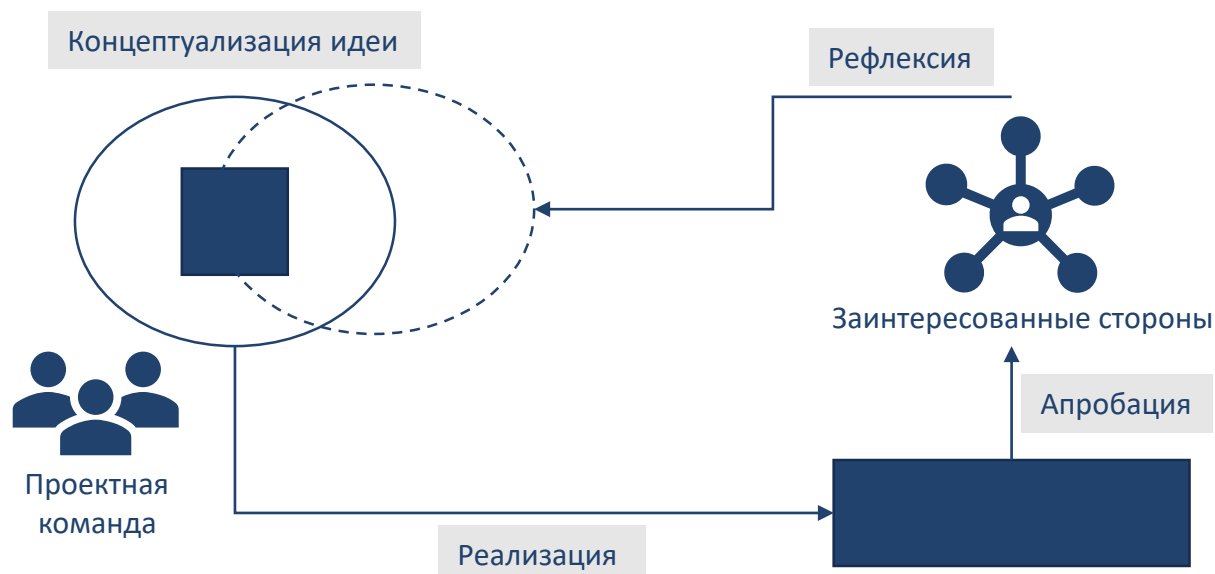 Концептуализация идеи
Рефлексия
Заинтересованные стороны
Апробация
Проектная
команда
Реализация